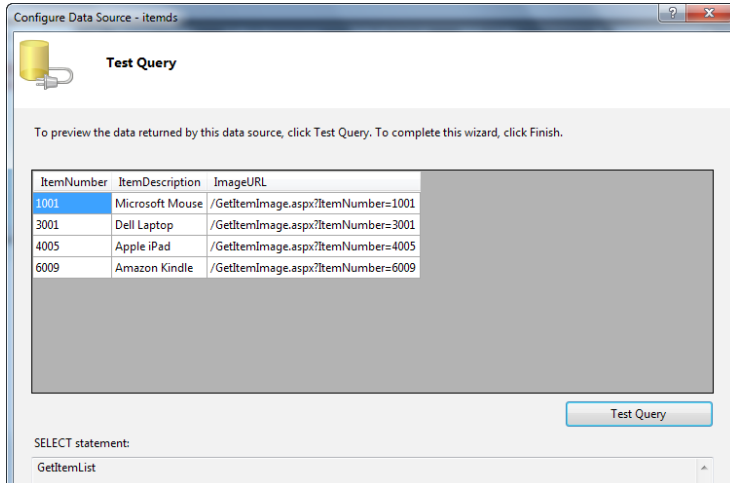 Configure Data Source - itemds
Test Query
To preview the data returned by this data source, click Test Query. To complete this wizard, click Finish.
ItemNumber ItemDescription ImageURL
1001 Microsoft Mouse /GetItemImage.aspx?ItemNumber=1001
3001 Dell Laptop /GetItemImage.aspx?ItemNumber=3001
4005 Apple iPad /GetItemImage.aspx?ItemNumber=4005
6009 Amazon Kindle /GetItemImage.aspx?ItemNumber=6009
Test Query
SELECT statement:
GetItemList